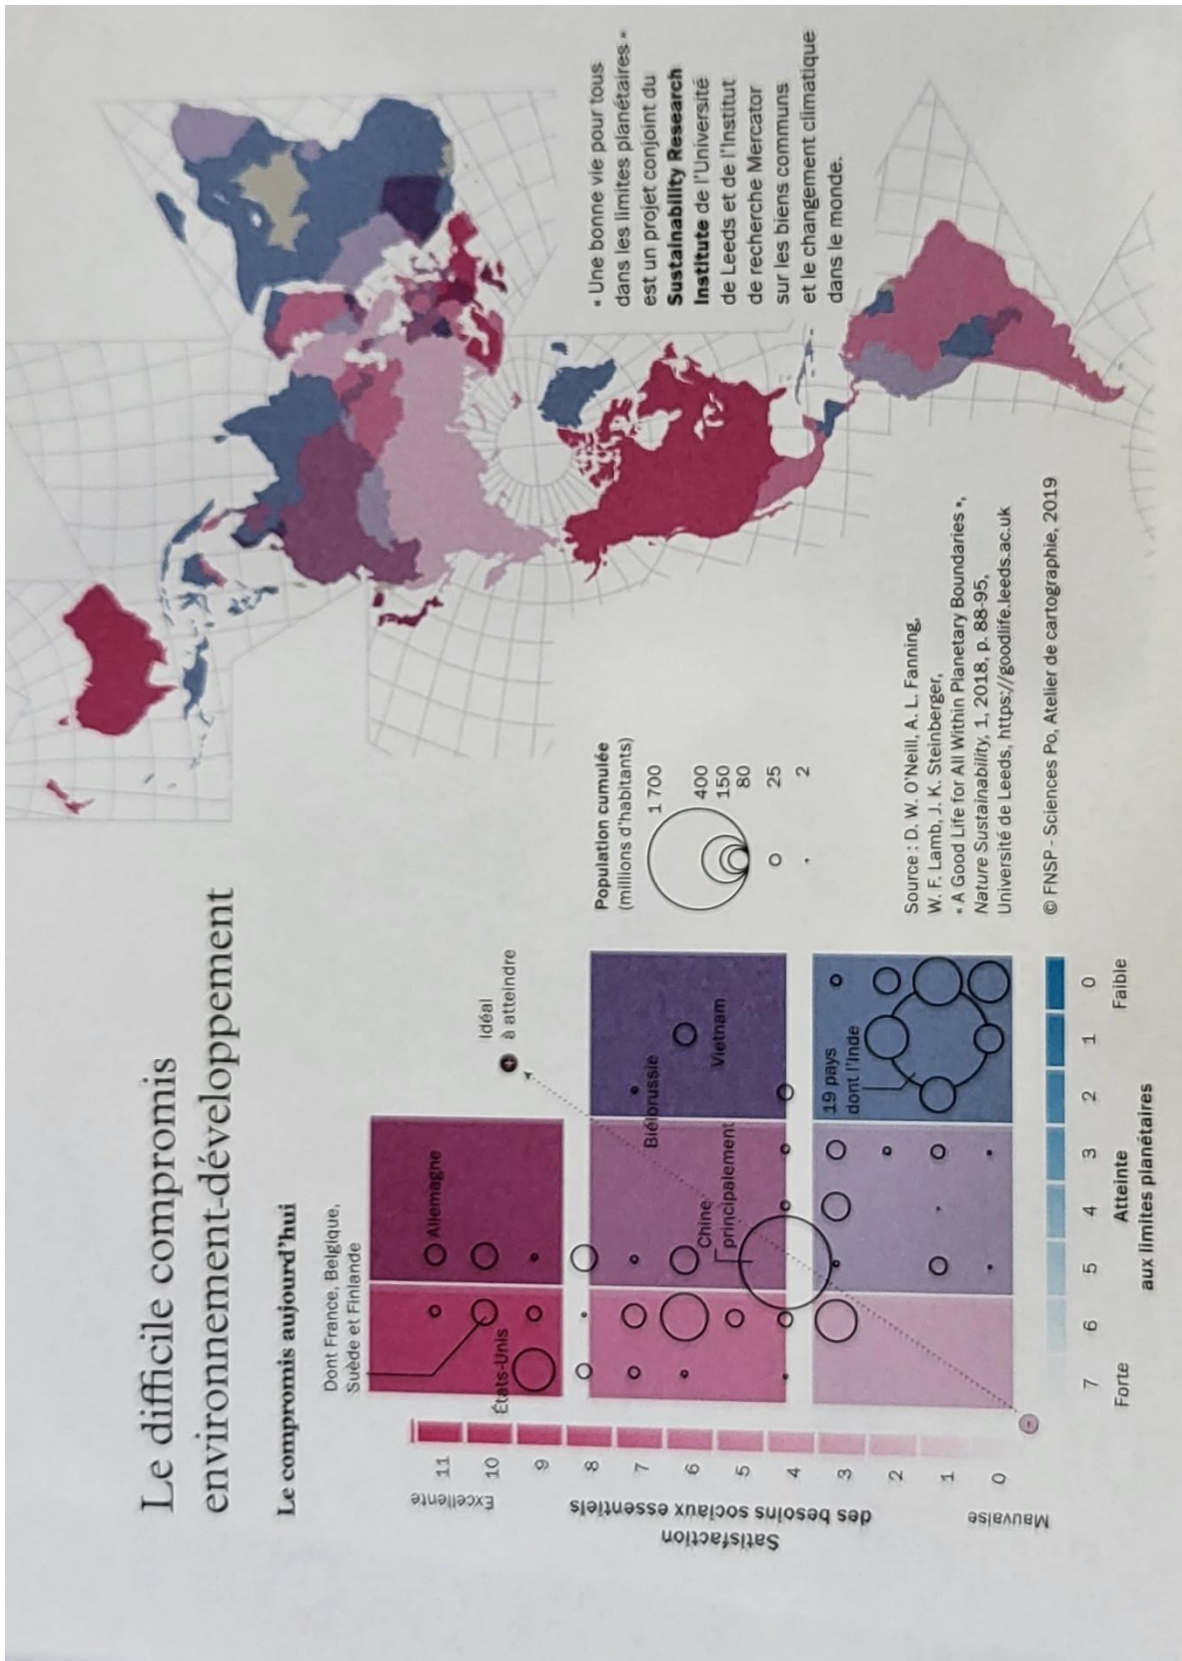 Le difficile compromis
environnement-développement
Le compromis aujourd'hui
Dont France, Belgique,
Suède et Finlande
Idéal
à atteindre
Allemagne
États-Unis
Biélorussie
Vietnam
Chine
principalement
19 pays
dont l'Inde
Excellente
11
10
9
8
7
6
5
4
3
2
1
0
Mauvaise
Satisfaction
des besoins sociaux essentiels
7
6
5
4
3
2
1
0
Forte
Atteinte
Faible
aux limites planétaires
Population cumulée
(millions d'habitants)
1 700
400
150
80
25
2
« Une bonne vie pour tous
dans les limites planétaires »
est un projet conjoint du
Sustainability Research
Institute de l'Université
de Leeds et de l'Institut
de recherche Mercator
sur les biens communs
et le changement climatique
dans le monde.
Source : D. W. O'Neill, A. L. Fanning,
W. F. Lamb, J. K. Steinberger,
« A Good Life for All Within Planetary Boundaries »,
Nature Sustainability, 1, 2018, p. 88-95,
Université de Leeds, https://goodlife.leeds.ac.uk
© FNSP - Sciences Po, Atelier de cartographie, 2019